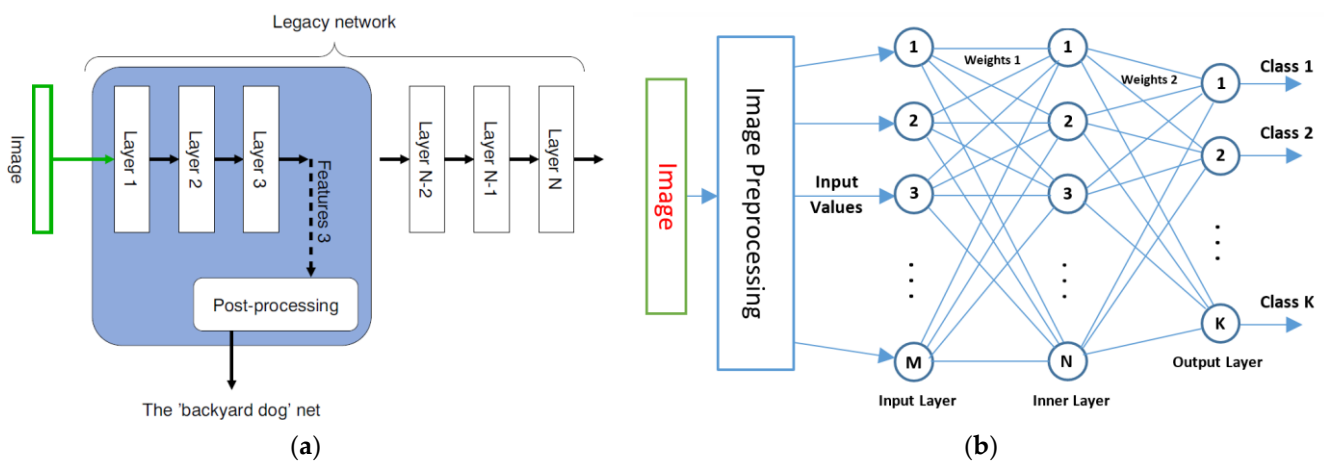 Legacy network
Image
Layer 1
Layer 2
Layer 3
Features 3
Layer N-2
Layer N-1
Layer N
Post-processing
The 'backyard dog' net
(a)
Image
Image Preprocessing
Input
Values
1
2
3
M
Input Layer
Weights 1
1
2
3
N
Inner Layer
Weights 2
1
2
K
Output Layer
Class 1
Class 2
Class K
(b)